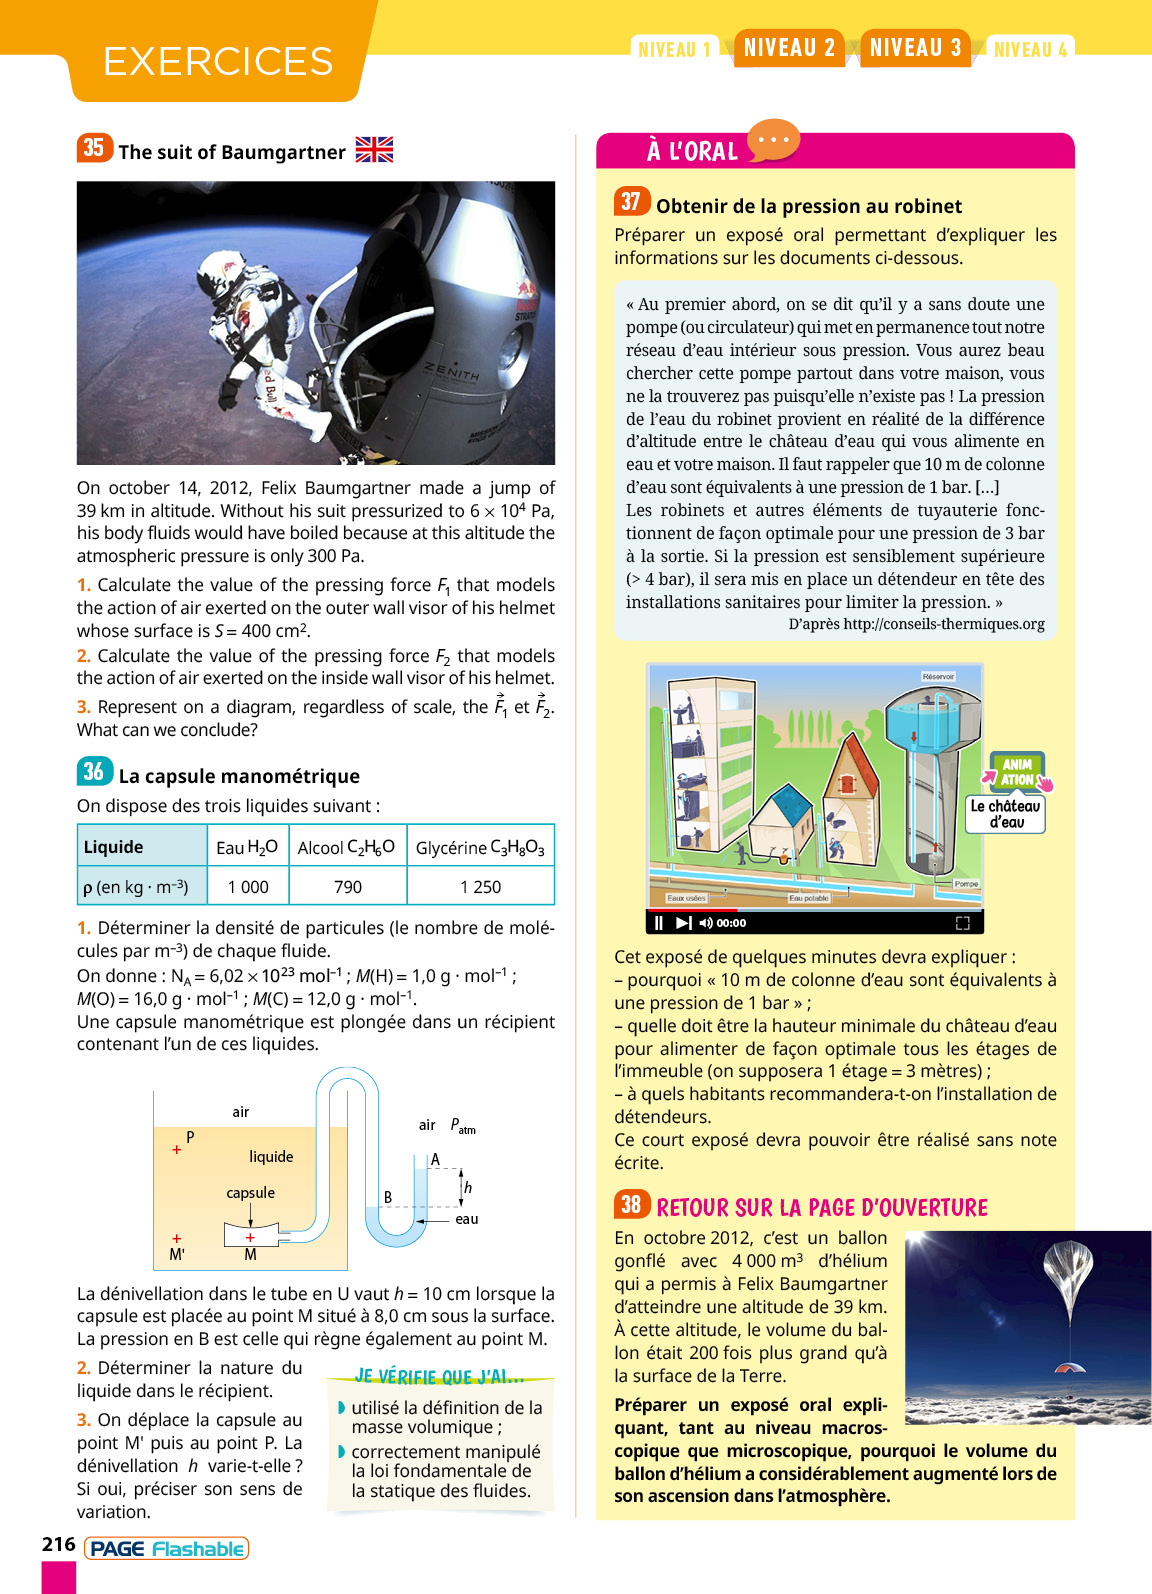 EXERCICES
NIVEAU 1 NIVEAU 2 NIVEAU 3 NIVEAU 4
35 The suit of Baumgartner
ZENITH
Red Bull
STRATOS
On october 14, 2012, Felix Baumgartner made a jump of
39 km in altitude. Without his suit pressurized to 6 × 10⁴ Pa,
his body fluids would have boiled because at this altitude the
atmospheric pressure is only 300 Pa.
1. Calculate the value of the pressing force F₁ that models
the action of air exerted on the outer wall visor of his helmet
whose surface is S = 400 cm².
2. Calculate the value of the pressing force F₂ that models
the action of air exerted on the inside wall visor of his helmet.
3. Represent on a diagram, regardless of scale, the F⃗₁ et F⃗₂.
What can we conclude?
36 La capsule manométrique
On dispose des trois liquides suivant :
Liquide Eau H₂O Alcool C₂H₆O Glycérine C₃H₈O₃
ρ (en kg · m⁻³) 1 000 790 1 250
1. Déterminer la densité de particules (le nombre de molé-
cules par m⁻³) de chaque fluide.
On donne : N_A = 6,02 × 10²³ mol⁻¹ ; M(H) = 1,0 g · mol⁻¹ ;
M(O) = 16,0 g · mol⁻¹ ; M(C) = 12,0 g · mol⁻¹.
Une capsule manométrique est plongée dans un récipient
contenant l'un de ces liquides.
air
P
liquide
capsule
M'
M
air P_atm
A
B
h
eau
La dénivellation dans le tube en U vaut h = 10 cm lorsque la
capsule est placée au point M situé à 8,0 cm sous la surface.
La pression en B est celle qui règne également au point M.
2. Déterminer la nature du
liquide dans le récipient.
3. On déplace la capsule au
point M' puis au point P. La
dénivellation h varie-t-elle ?
Si oui, préciser son sens de
variation.
JE VÉRIFIE QUE J'AI...
utilisé la définition de la
masse volumique ;
correctement manipulé
la loi fondamentale de
la statique des fluides.
216 PAGE Flashable
À L'ORAL
37 Obtenir de la pression au robinet
Préparer un exposé oral permettant d'expliquer les
informations sur les documents ci-dessous.
« Au premier abord, on se dit qu'il y a sans doute une
pompe (ou circulateur) qui met en permanence tout notre
réseau d'eau intérieur sous pression. Vous aurez beau
chercher cette pompe partout dans votre maison, vous
ne la trouverez pas puisqu'elle n'existe pas ! La pression
de l'eau du robinet provient en réalité de la différence
d'altitude entre le château d'eau qui vous alimente en
eau et votre maison. Il faut rappeler que 10 m de colonne
d'eau sont équivalents à une pression de 1 bar. [...]
Les robinets et autres éléments de tuyauterie fonc-
tionnent de façon optimale pour une pression de 3 bar
à la sortie. Si la pression est sensiblement supérieure
(> 4 bar), il sera mis en place un détendeur en tête des
installations sanitaires pour limiter la pression. »
D'après http://conseils-thermiques.org
Réservoir
Pompe
Eaux usées
Eau potable
00:00
ANIM
ATION
Le château
d'eau
Cet exposé de quelques minutes devra expliquer :
– pourquoi « 10 m de colonne d'eau sont équivalents à
une pression de 1 bar » ;
– quelle doit être la hauteur minimale du château d'eau
pour alimenter de façon optimale tous les étages de
l'immeuble (on supposera 1 étage = 3 mètres) ;
– à quels habitants recommandera-t-on l'installation de
détendeurs.
Ce court exposé devra pouvoir être réalisé sans note
écrite.
38 RETOUR SUR LA PAGE D'OUVERTURE
En octobre 2012, c'est un ballon
gonflé avec 4 000 m³ d'hélium
qui a permis à Felix Baumgartner
d'atteindre une altitude de 39 km.
À cette altitude, le volume du bal-
lon était 200 fois plus grand qu'à
la surface de la Terre.
Préparer un exposé oral expli-
quant, tant au niveau macros-
copique que microscopique, pourquoi le volume du
ballon d'hélium a considérablement augmenté lors de
son ascension dans l'atmosphère.